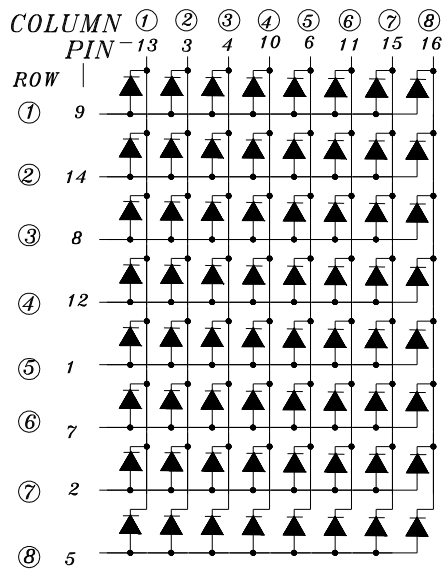 COLUMN ① ② ③ ④ ⑤ ⑥ ⑦ ⑧
PIN 13 3 4 10 6 11 15 16
ROW
① 9
② 14
③ 8
④ 12
⑤ 1
⑥ 7
⑦ 2
⑧ 5